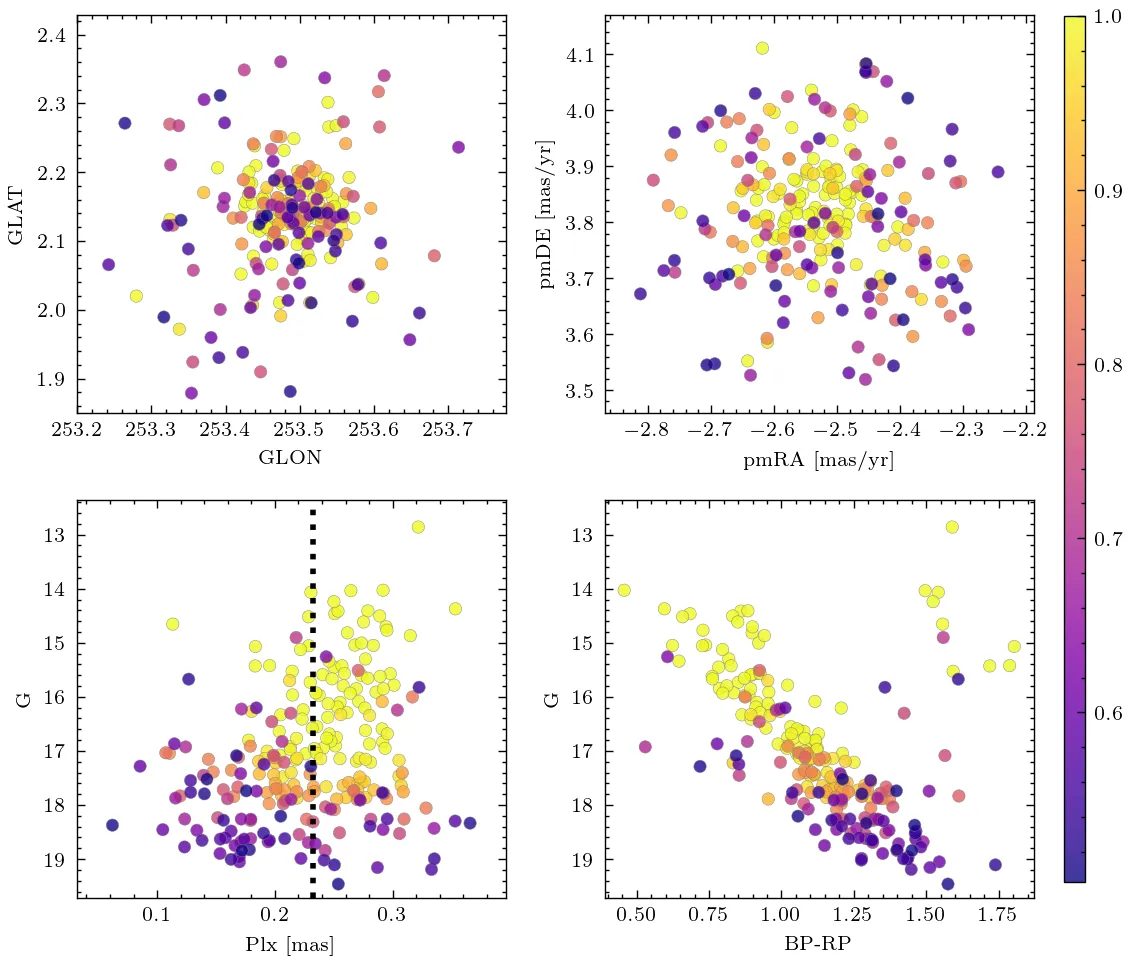 2.4
2.3
2.2
2.1
2.0
1.9
GLAT
253.2 253.3 253.4 253.5 253.6 253.7
GLON
4.1
4.0
3.9
3.8
3.7
3.6
3.5
pmDE [mas/yr]
−2.8 −2.7 −2.6 −2.5 −2.4 −2.3 −2.2
pmRA [mas/yr]
1.0
0.9
0.8
0.7
0.6
13
14
15
16
17
18
19
G
0.1 0.2 0.3
Plx [mas]
13
14
15
16
17
18
19
G
0.50 0.75 1.00 1.25 1.50 1.75
BP-RP